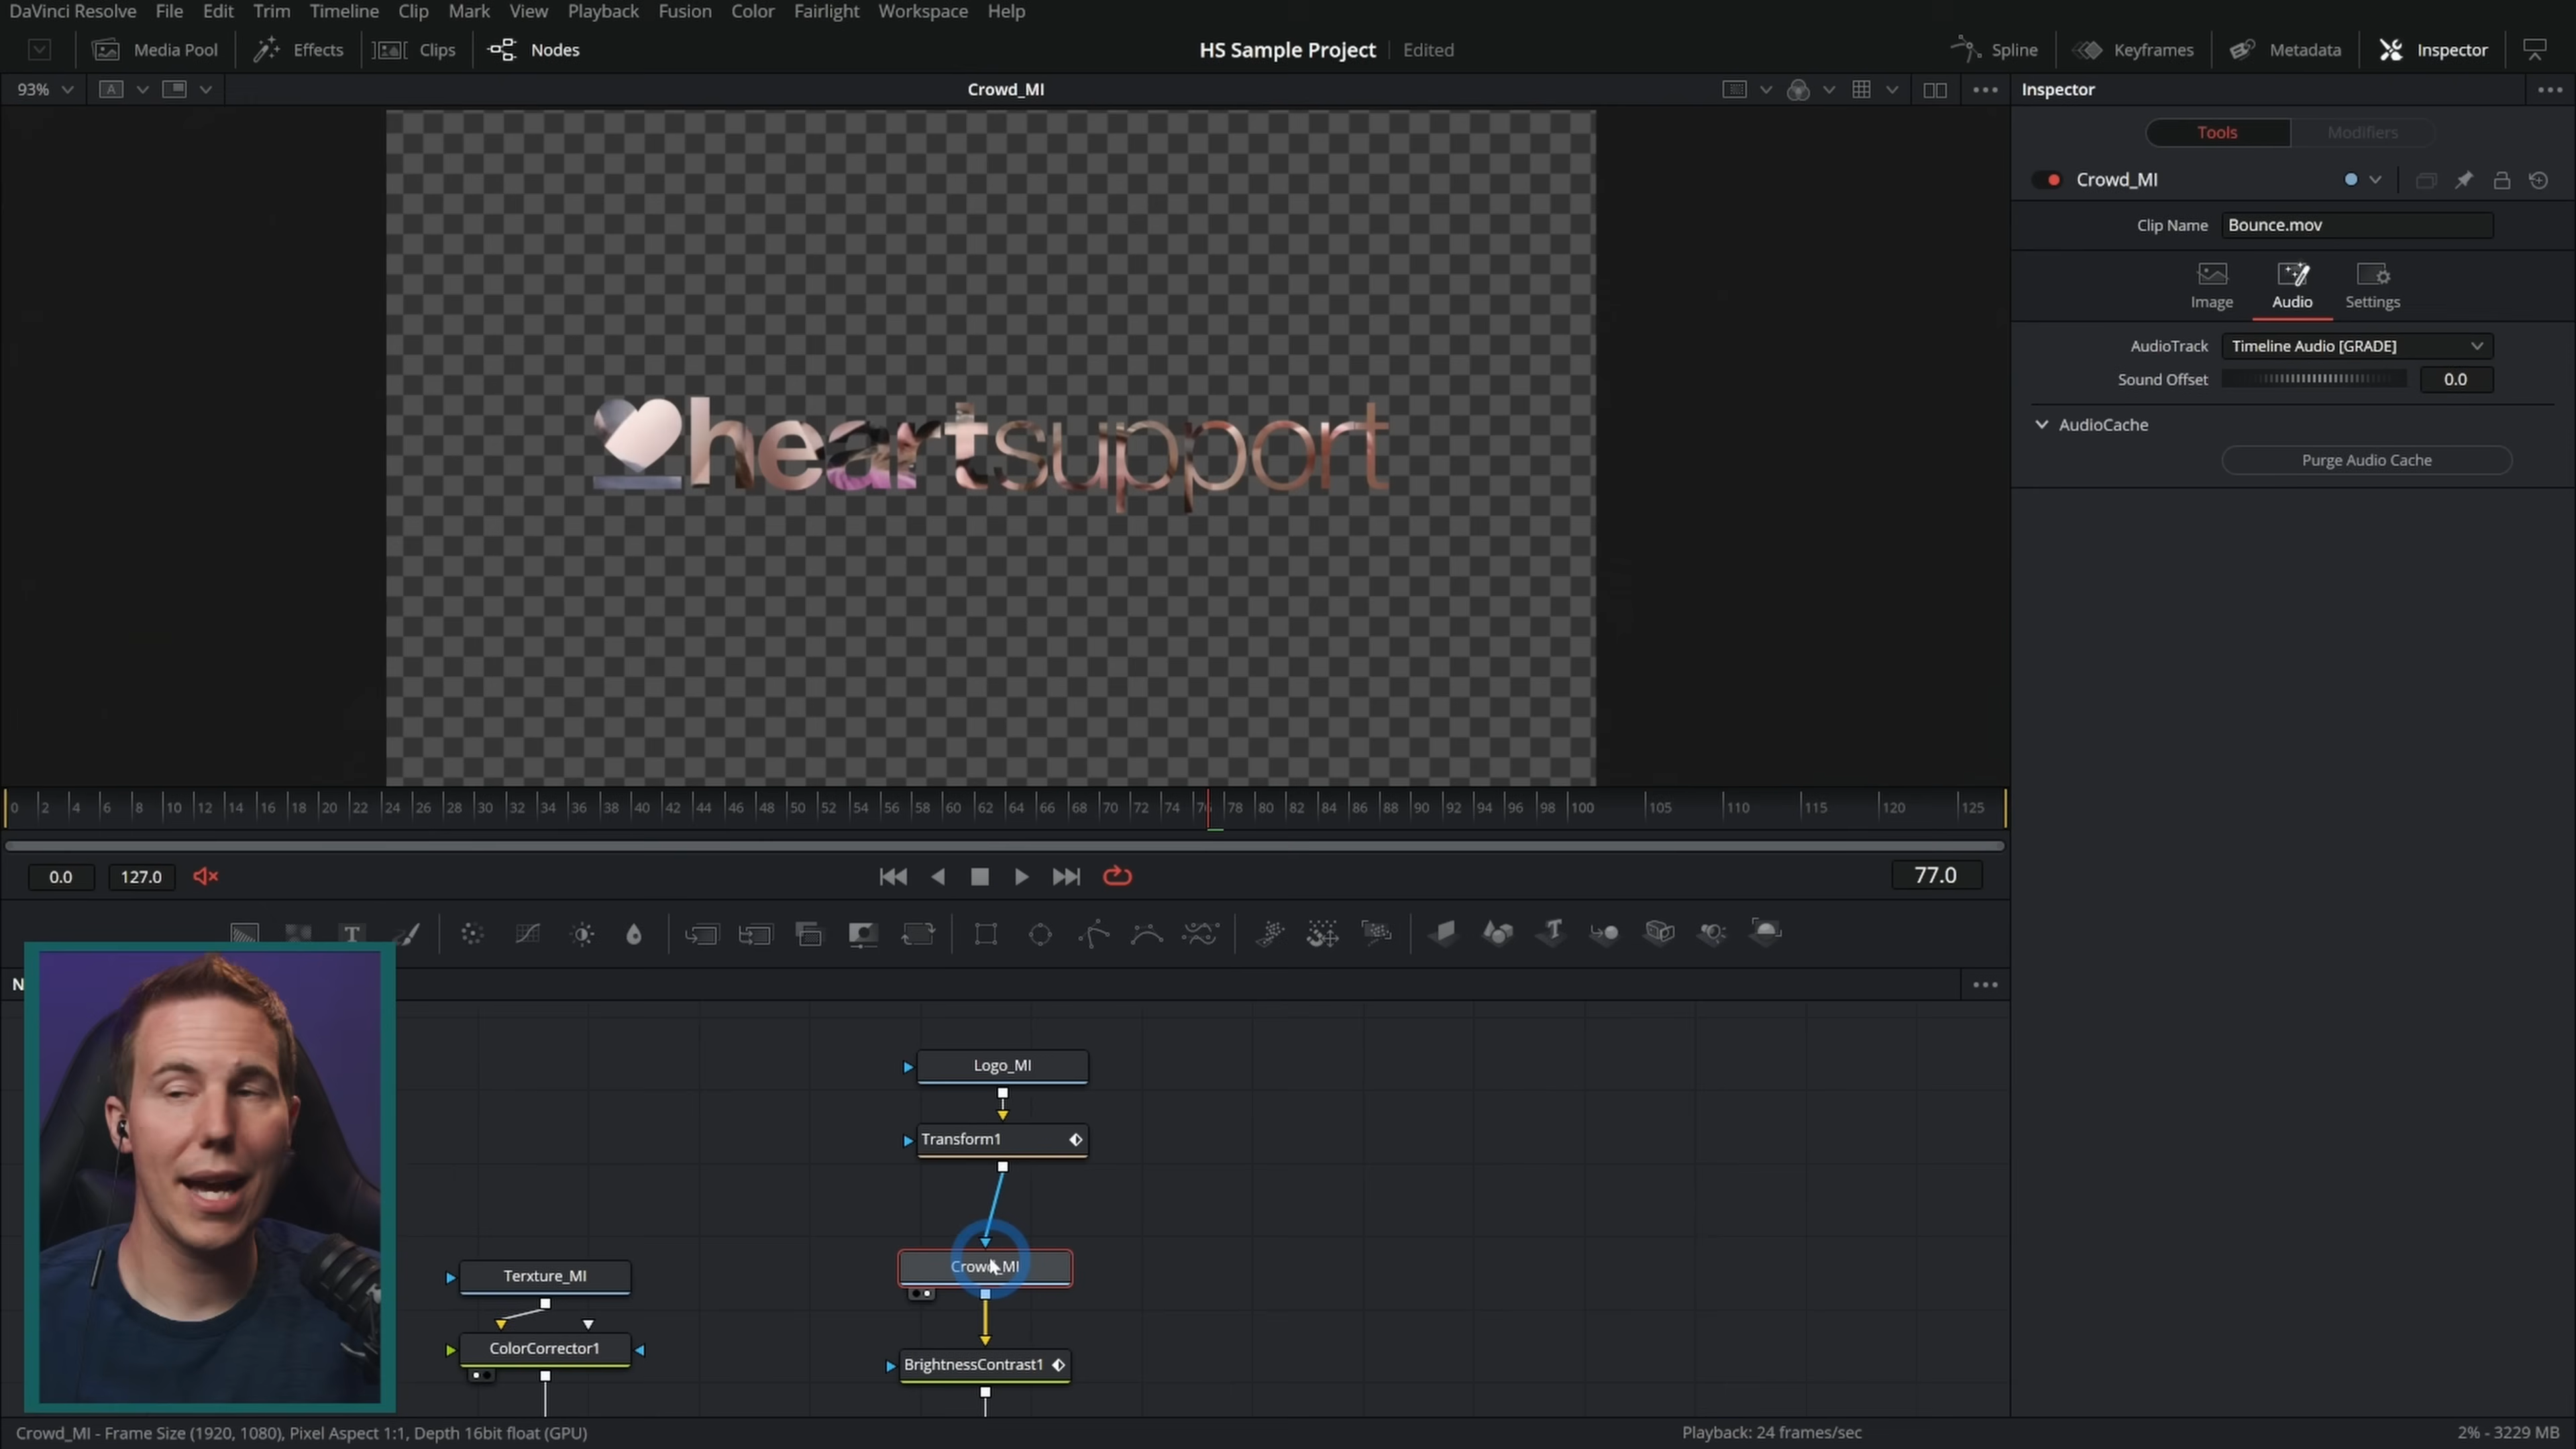 DaVinci Resolve File Edit Trim Timeline Clip Mark View Playback Fusion Color Fairlight Workspace Help
Media Pool Effects Clips Nodes HS Sample Project Edited Spline Keyframes Metadata Inspector
93% A Crowd_MI Inspector
Tools Modifiers
Crowd_MI
Clip Name Bounce.mov
Image Audio Settings
AudioTrack Timeline Audio [GRADE]
Sound Offset 0.0
AudioCache
Purge Audio Cache
heartsupport
0 2 4 6 8 10 12 14 16 18 20 22 24 26 28 30 32 34 36 38 40 42 44 46 48 50 52 54 56 58 60 62 64 66 68 70 72 74 76 78 80 82 84 86 88 90 92 94 96 98 100 105 110 115 120 125
0.0 127.0 77.0
T T
N
Logo_MI
Transform1
Crowd_MI
Terxture_MI
ColorCorrector1
BrightnessContrast1
Crowd_MI - Frame Size (1920, 1080), Pixel Aspect 1:1, Depth 16bit float (GPU) Playback: 24 frames/sec 2% - 3229 MB